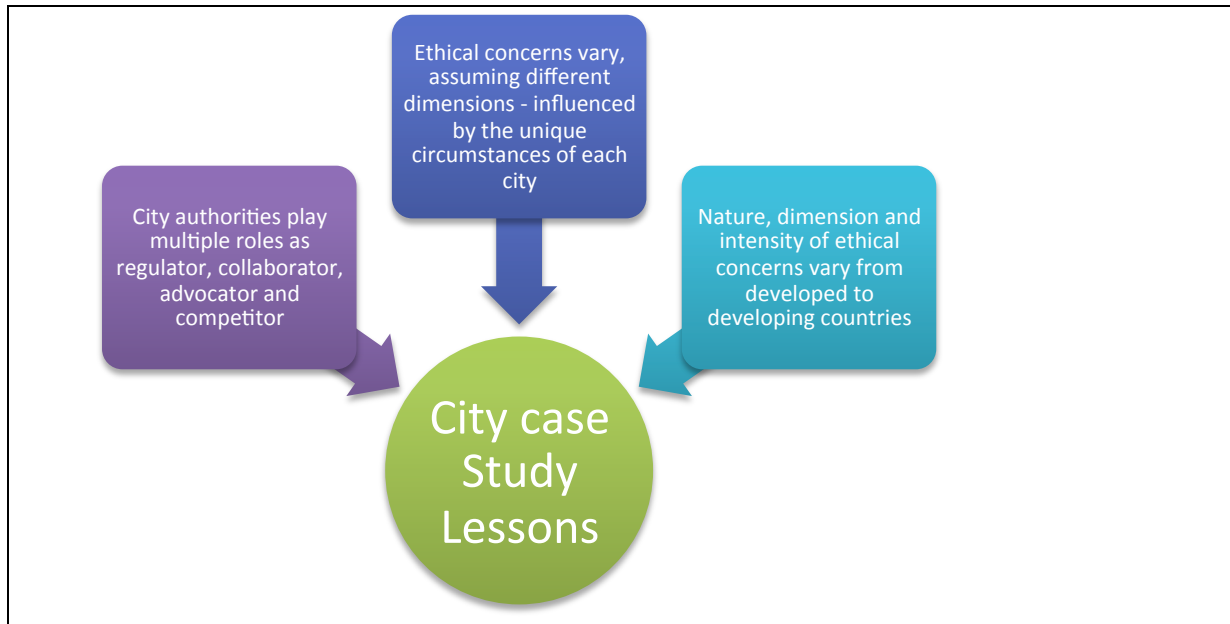 City authorities play
multiple roles as
regulator, collaborator,
advocator and
competitor
Ethical concerns vary,
assuming different
dimensions - influenced
by the unique
circumstances of each
city
Nature, dimension and
intensity of ethical
concerns vary from
developed to
developing countries
City case
Study
Lessons